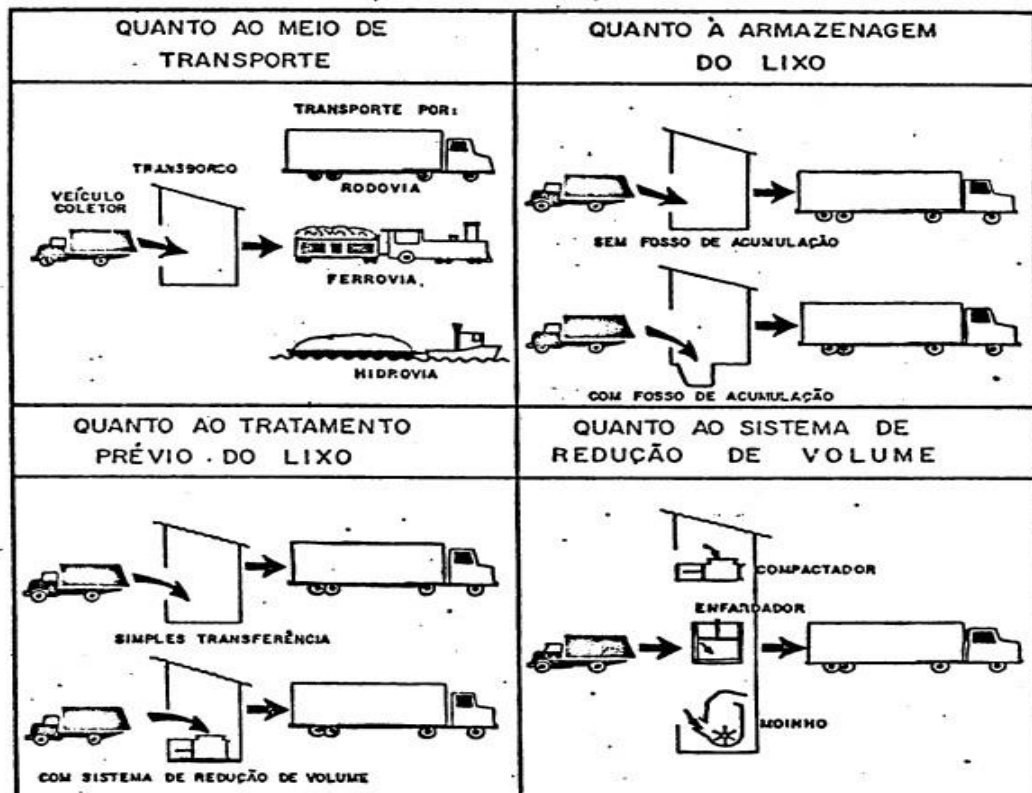 QUANTO AO MEIO DE
TRANSPORTE
TRANSPORTE POR:
RODOVIA
TRANSBORCO
VEÍCULO
COLETOR
FERROVIA.
HIDROVIA
QUANTO À ARMAZENAGEM
DO LIXO
SEM FOSSO DE ACUMULAÇÃO
COM FOSSO DE ACUMULAÇÃO
QUANTO AO TRATAMENTO
PRÉVIO . DO LIXO
SIMPLES TRANSFERÊNCIA
COM SISTEMA DE REDUÇÃO DE VOLUME
QUANTO AO SISTEMA DE
REDUÇÃO DE VOLUME
COMPACTADOR
ENFARDADOR
MOINHO